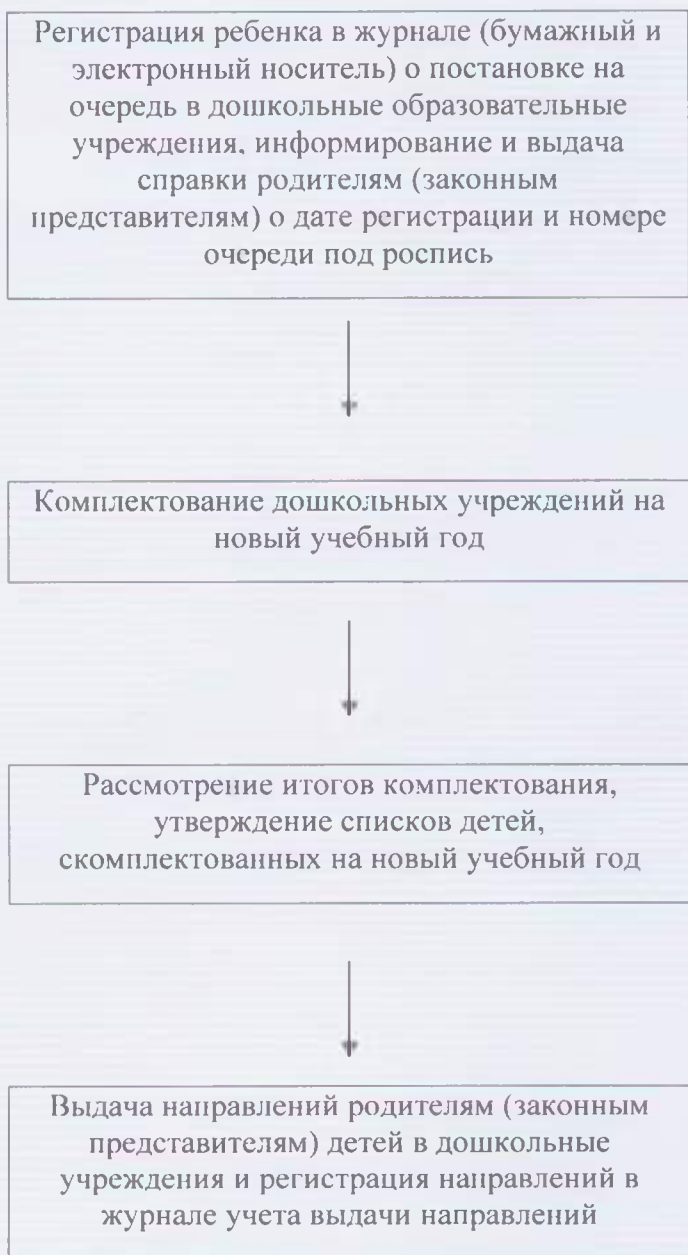 Регистрация ребенка в журнале (бумажный и
электронный носитель) о постановке на
очередь в дошкольные образовательные
учреждения, информирование и выдача
справки родителям (законным
представителям) о дате регистрации и номере
очереди под роспись
Комплектование дошкольных учреждений на
новый учебный год
Рассмотрение итогов комплектования,
утверждение списков детей,
скомплектованных на новый учебный год
Выдача направлений родителям (законным
представителям) детей в дошкольные
учреждения и регистрация направлений в
журнале учета выдачи направлений